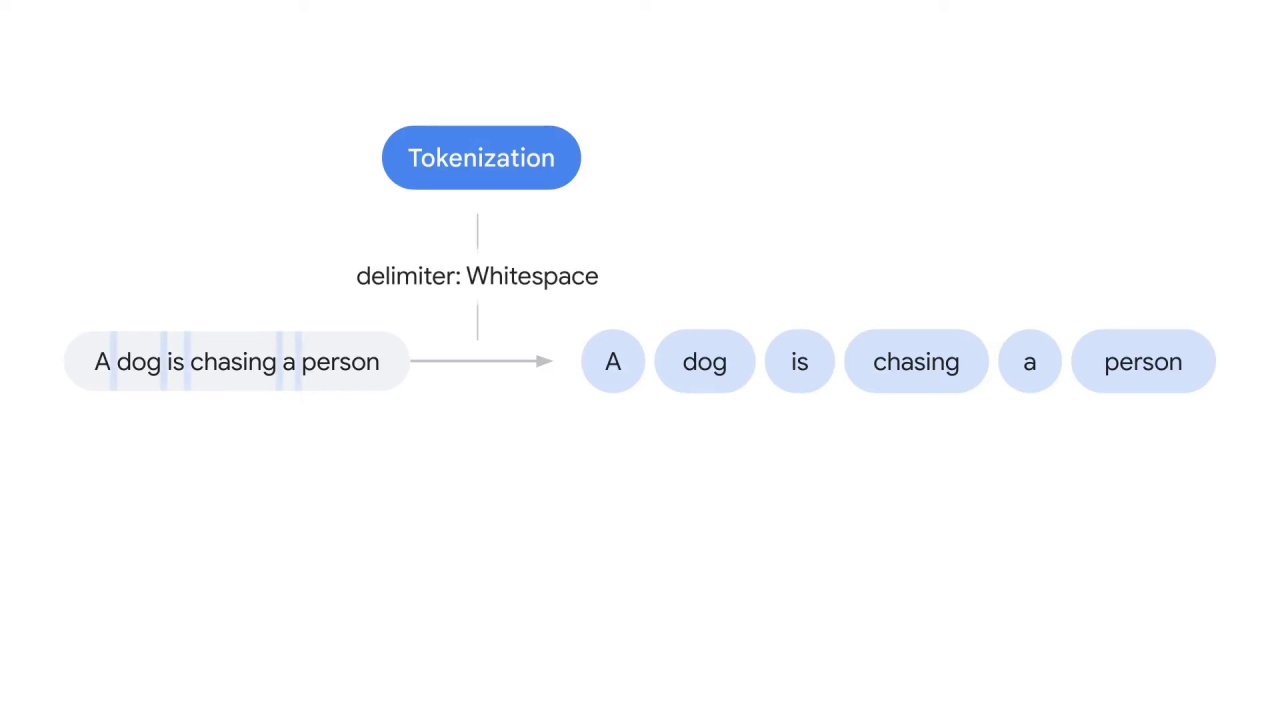 Tokenization
delimiter: Whitespace
A dog is chasing a person
A dog is chasing a person